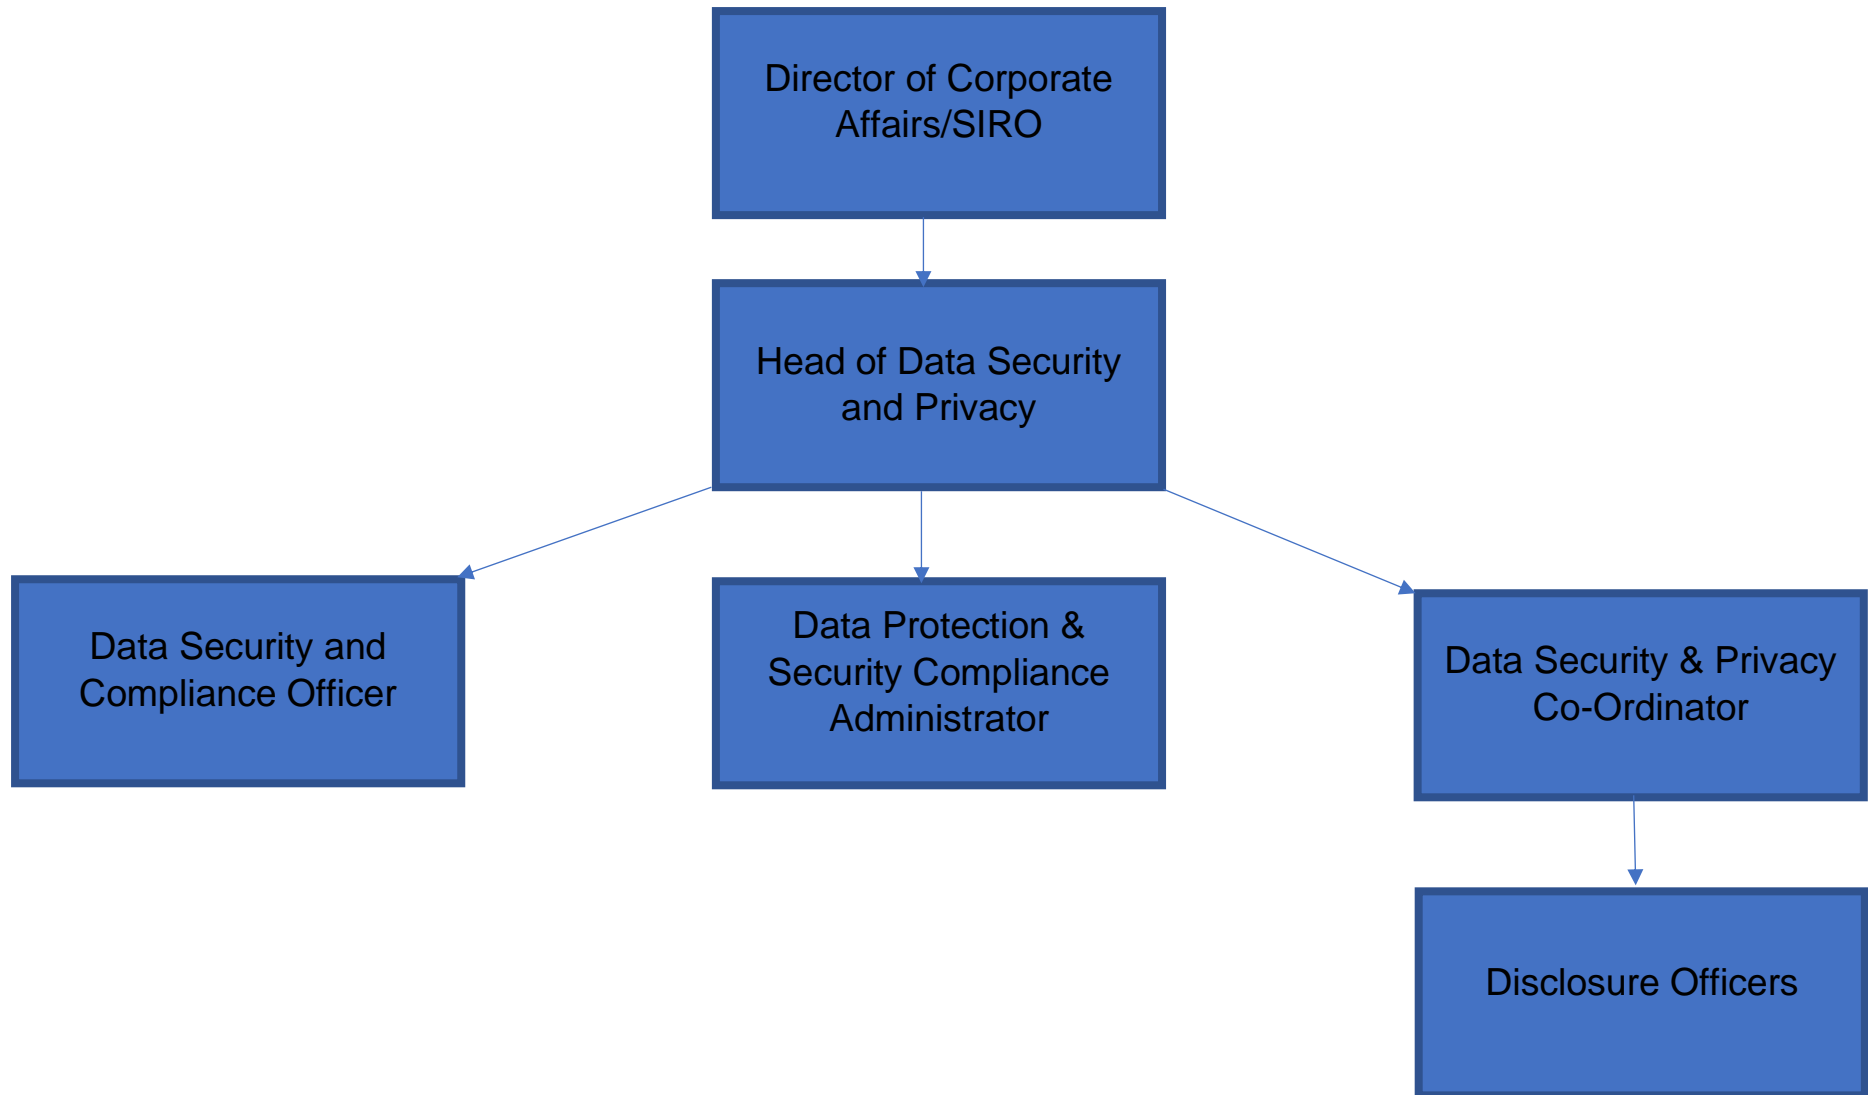 Director of Corporate
Affairs/SIRO
Head of Data Security
and Privacy
Data Security and
Compliance Officer
Data Protection &
Security Compliance
Administrator
Data Security & Privacy
Co-Ordinator
Disclosure Officers